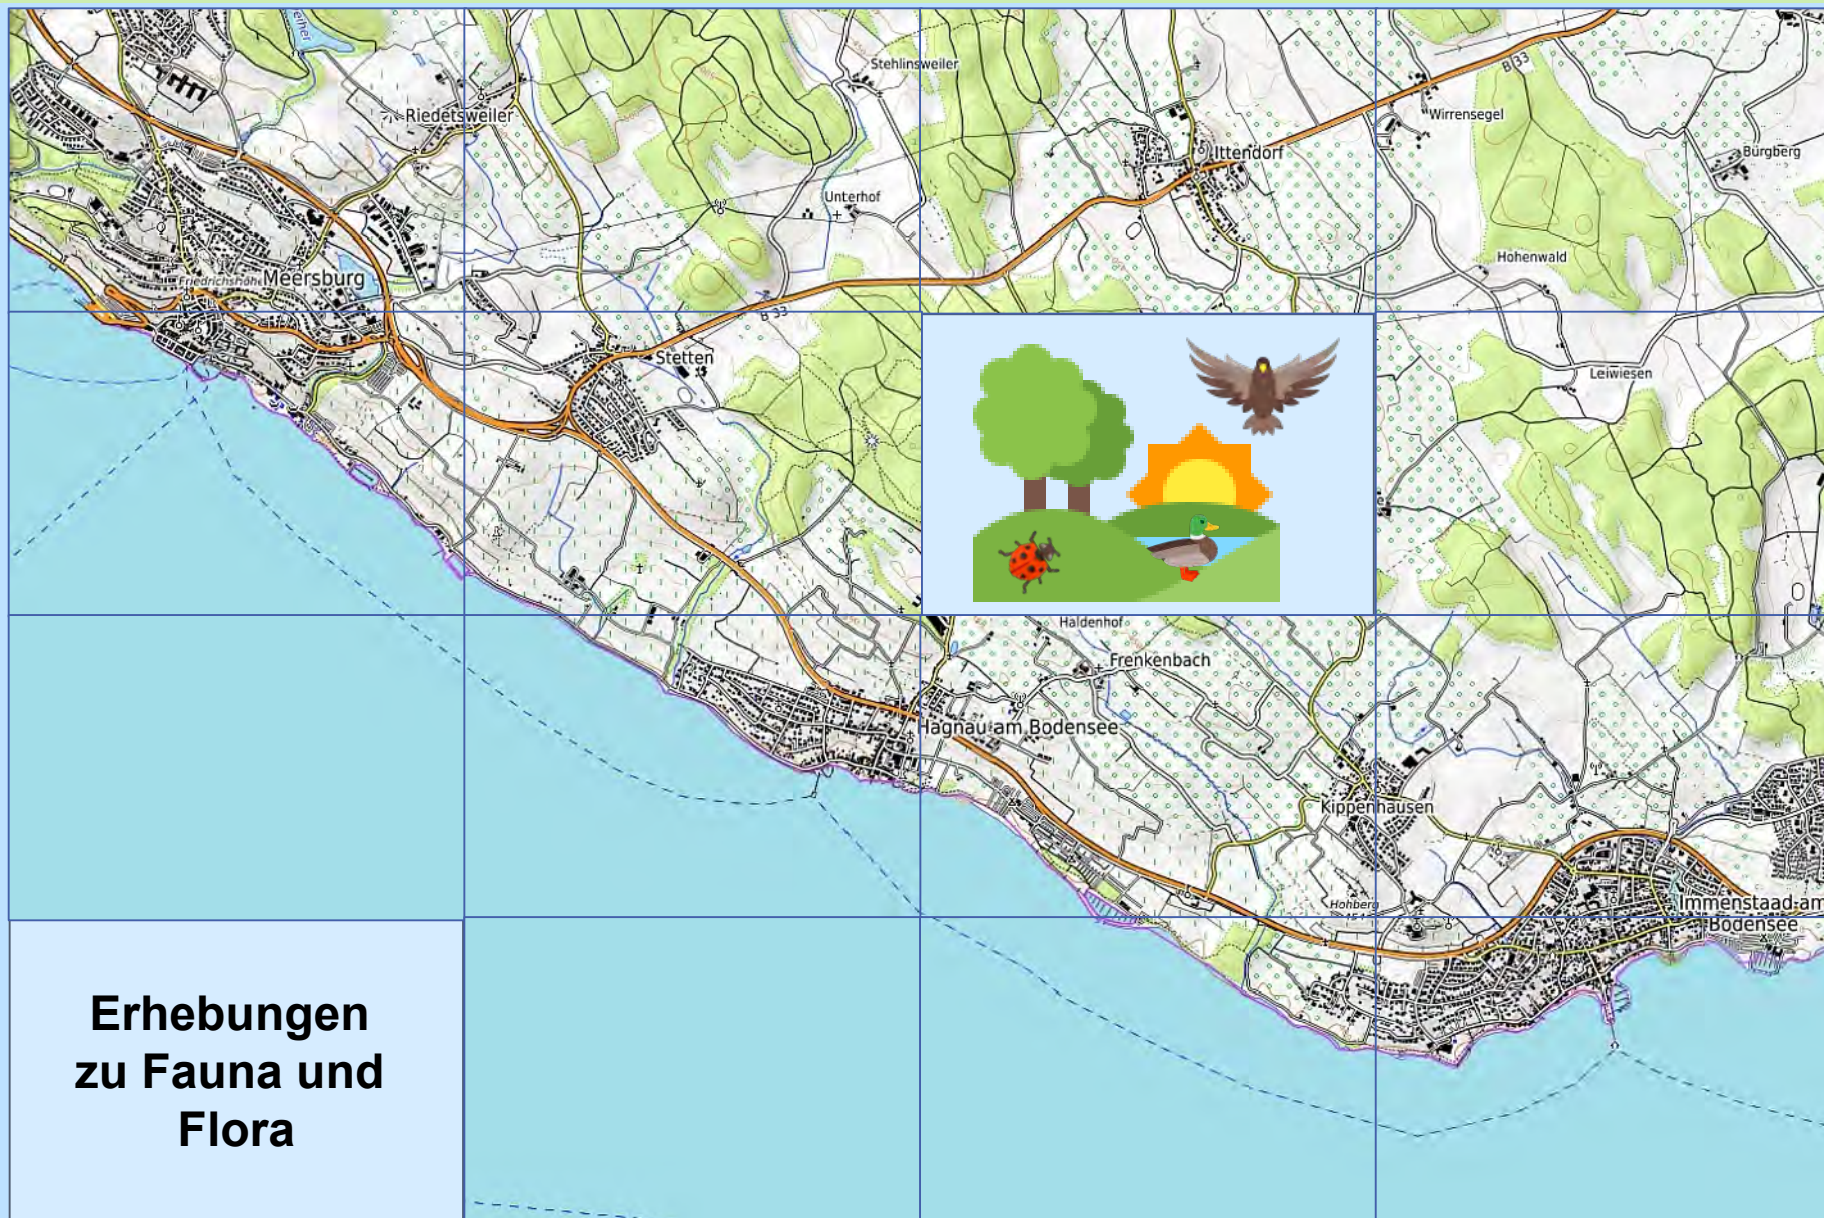 Stehlinsweiler
B 33
Riedetsweiler
Wirrensegel
Ittendorf
Burgberg
Unterhof
Hohenwald
Friedrichshöhe
Meersburg
B 33
Stetten
Leiwiesen
Haldenhof
Frenkenbach
Hagnau am Bodensee
Kippenhausen
Hohberg
Immenstaad am
Bodensee
Erhebungen
zu Fauna und
Flora